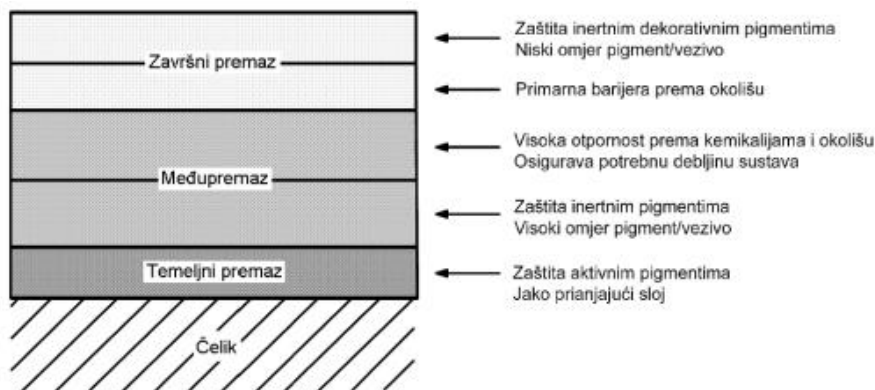 Završni premaz
Međupremaz
Temeljni premaz
Čelik
Zaštita inertnim dekorativnim pigmentima
Niski omjer pigment/vezivo
Primarna barijera prema okolišu
Visoka otpornost prema kemikalijama i okolišu
Osigurava potrebnu debljinu sustava
Zaštita inertnim pigmentima
Visoki omjer pigment/vezivo
Zaštita aktivnim pigmentima
Jako prianjajući sloj